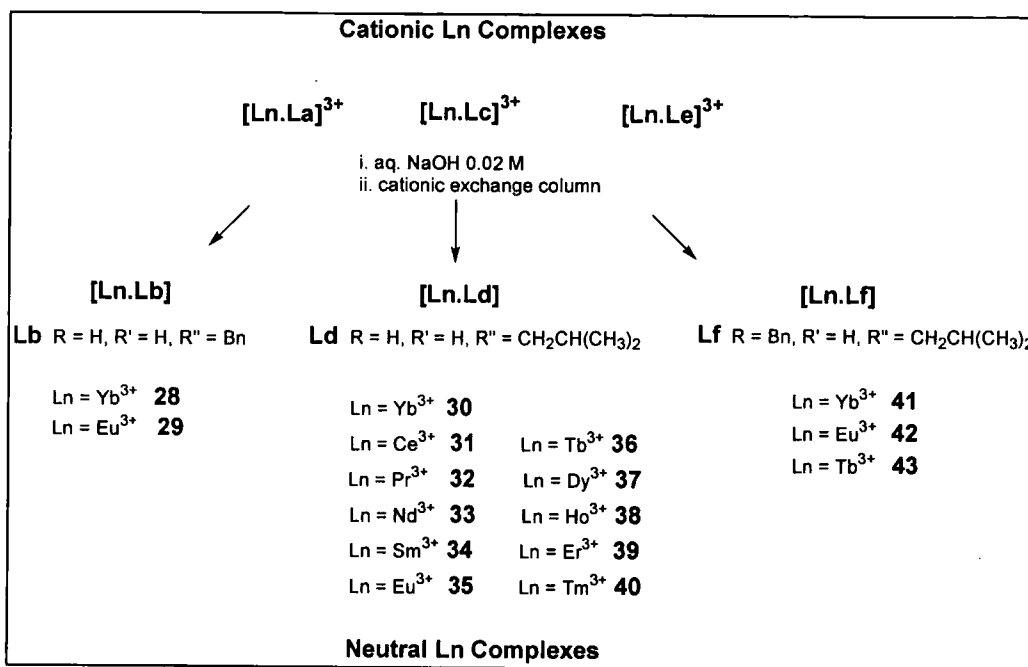 Cationic Ln Complexes
[Ln.La]³⁺ [Ln.Lc]³⁺ [Ln.Le]³⁺
i. aq. NaOH 0.02 M
ii. cationic exchange column
[Ln.Lb] [Ln.Ld] [Ln.Lf]
Lb R = H, R' = H, R'' = Bn Ld R = H, R' = H, R'' = CH₂CH(CH₃)₂ Lf R = Bn, R' = H, R'' = CH₂CH(CH₃)₂
Ln = Yb³⁺ 28
Ln = Eu³⁺ 29
Ln = Yb³⁺ 30
Ln = Ce³⁺ 31 Ln = Tb³⁺ 36
Ln = Pr³⁺ 32 Ln = Dy³⁺ 37
Ln = Nd³⁺ 33 Ln = Ho³⁺ 38
Ln = Sm³⁺ 34 Ln = Er³⁺ 39
Ln = Eu³⁺ 35 Ln = Tm³⁺ 40
Ln = Yb³⁺ 41
Ln = Eu³⁺ 42
Ln = Tb³⁺ 43
Neutral Ln Complexes